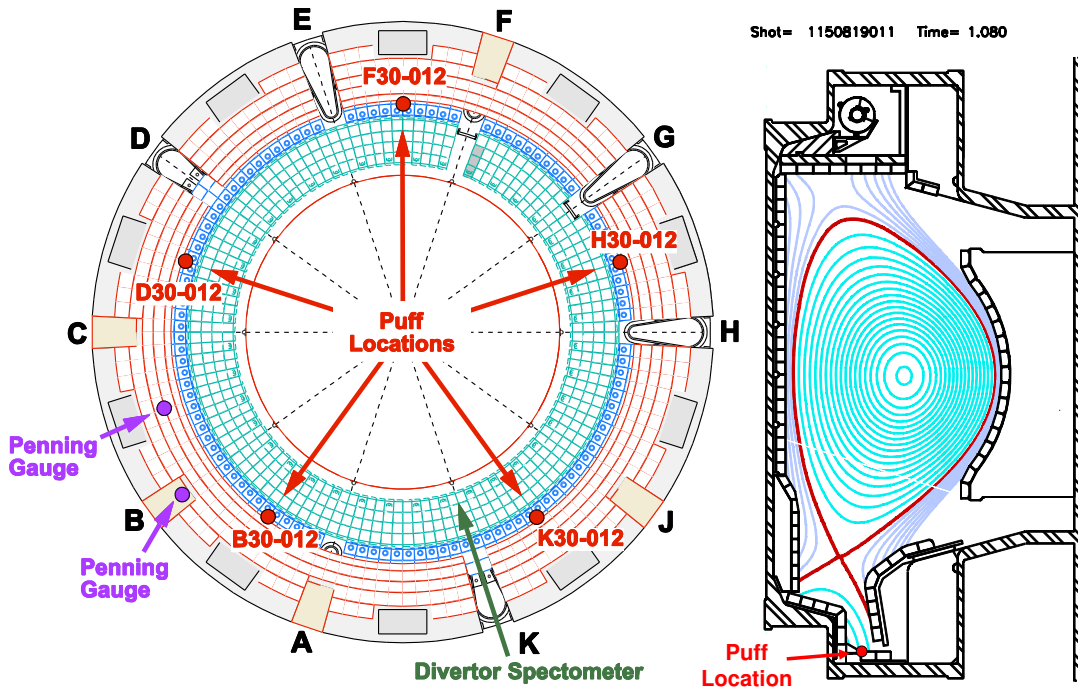 Shot= 1150819011 Time= 1.080
E
F
F30-012
D
G
H30-012
D30-012
C
Puff
Locations
H
Penning
Gauge
B
B30-012
K30-012
J
Penning
Gauge
A
K
Divertor Spectometer
Puff
Location